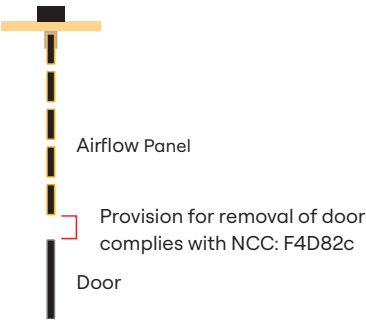 Airflow Panel
Provision for removal of door
complies with NCC: F4D82c
Door